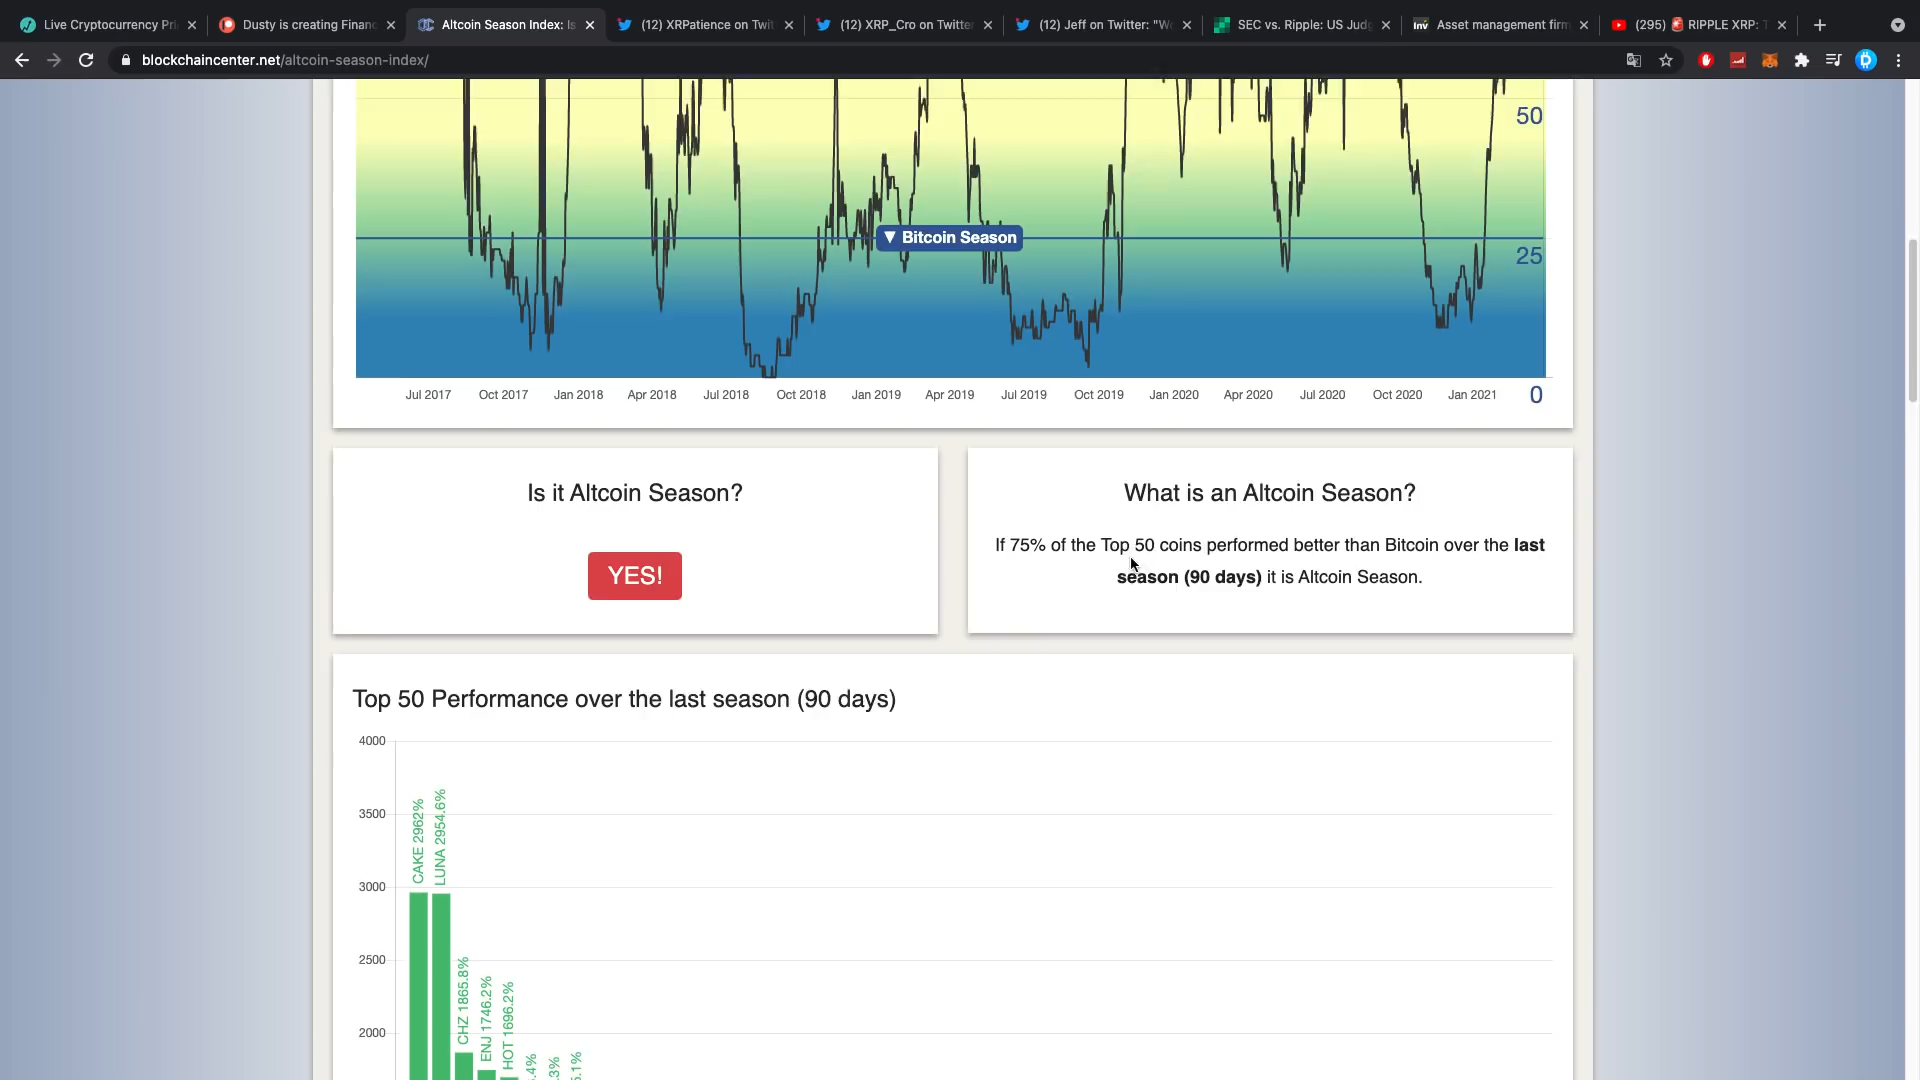 Live Cryptocurrency Pri
Dusty is creating Financ
Altcoin Season Index: Is
(12) XRPatience on Twit
(12) XRP_Cro on Twitter
(12) Jeff on Twitter: "We
SEC vs. Ripple: US Judg
Asset management firm
(295) 🚨 RIPPLE XRP: T
blockchaincenter.net/altcoin-season-index/
50
▼ Bitcoin Season
25
0
Jul 2017 Oct 2017 Jan 2018 Apr 2018 Jul 2018 Oct 2018 Jan 2019 Apr 2019 Jul 2019 Oct 2019 Jan 2020 Apr 2020 Jul 2020 Oct 2020 Jan 2021
Is it Altcoin Season?
YES!
What is an Altcoin Season?
If 75% of the Top 50 coins performed better than Bitcoin over the last
season (90 days) it is Altcoin Season.
Top 50 Performance over the last season (90 days)
4000
3500
3000
2500
2000
CAKE 2962%
LUNA 2954.6%
CHZ 1865.8%
ENJ 1746.2%
HOT 1696.2%
.4%
.3%
.1%